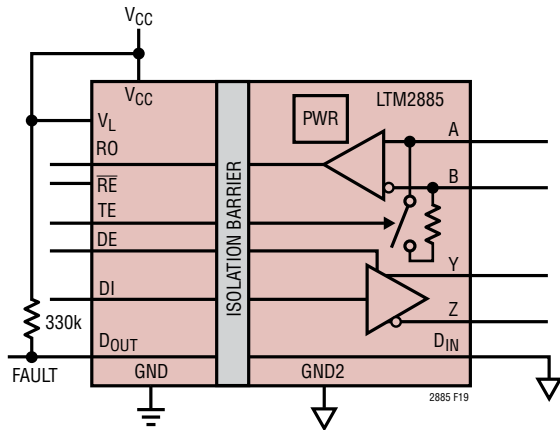 VCC
VCC
LTM2885
PWR
VL
A
RO
B
RE
TE
DE
ISOLATION BARRIER
Y
DI
Z
330k
DOUT
DIN
FAULT
GND
GND2
2885 F19